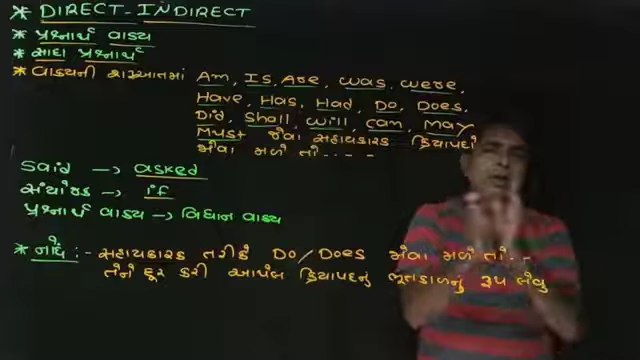 * DIRECT-INDIRECT
* પ્રશ્નાર્થ વાક્ય
* સાદા પ્રશ્નાર્થ
* વાક્યની શરૂઆતમાં Am, Is, Are, was, were,
Have, Has, Had, Do, Does,
Did, Shall, will, can, May,
Must જેવા સહાયકારક ક્રિયાપદો
જોવા મળે તો....
said → asked
સંયોજક → if
પ્રશ્નાર્થ વાક્ય → વિધાન વાક્ય
* નોંધ :- સહાયકારક તરીકે DO/DOES જોવા મળે તો..
તેને દૂર કરી આપેલ ક્રિયાપદનું ભૂતકાળનું રૂપ લેવુ